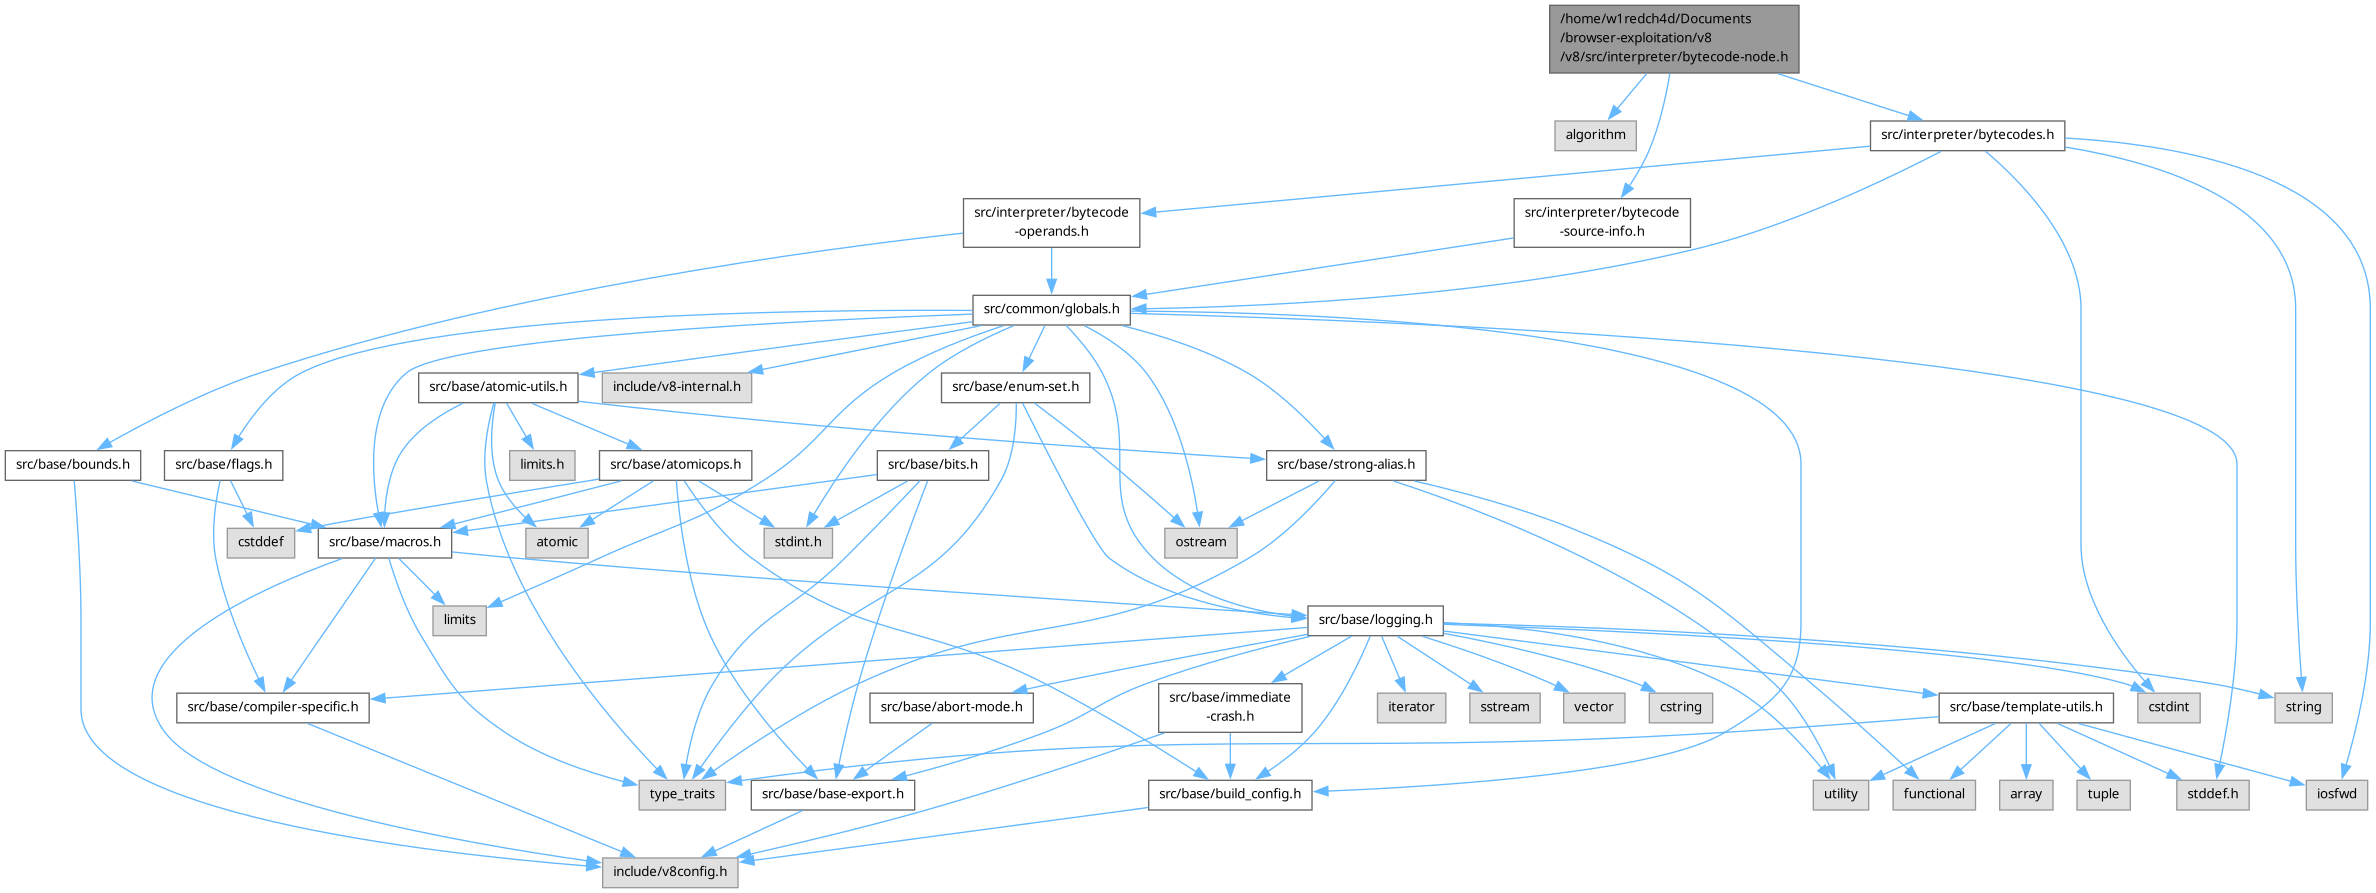 /home/w1redch4d/Documents
/browser-exploitation/v8
/v8/src/interpreter/bytecode-node.h
algorithm
src/interpreter/bytecodes.h
src/interpreter/bytecode
-operands.h
src/interpreter/bytecode
-source-info.h
src/common/globals.h
src/base/atomic-utils.h
include/v8-internal.h
src/base/enum-set.h
src/base/bounds.h
src/base/flags.h
limits.h
src/base/atomicops.h
src/base/bits.h
src/base/strong-alias.h
cstddef
src/base/macros.h
atomic
stdint.h
ostream
limits
src/base/logging.h
src/base/compiler-specific.h
src/base/abort-mode.h
src/base/immediate
-crash.h
iterator
sstream
vector
cstring
src/base/template-utils.h
cstdint
string
type_traits
src/base/base-export.h
src/base/build_config.h
utility
functional
array
tuple
stddef.h
iosfwd
include/v8config.h